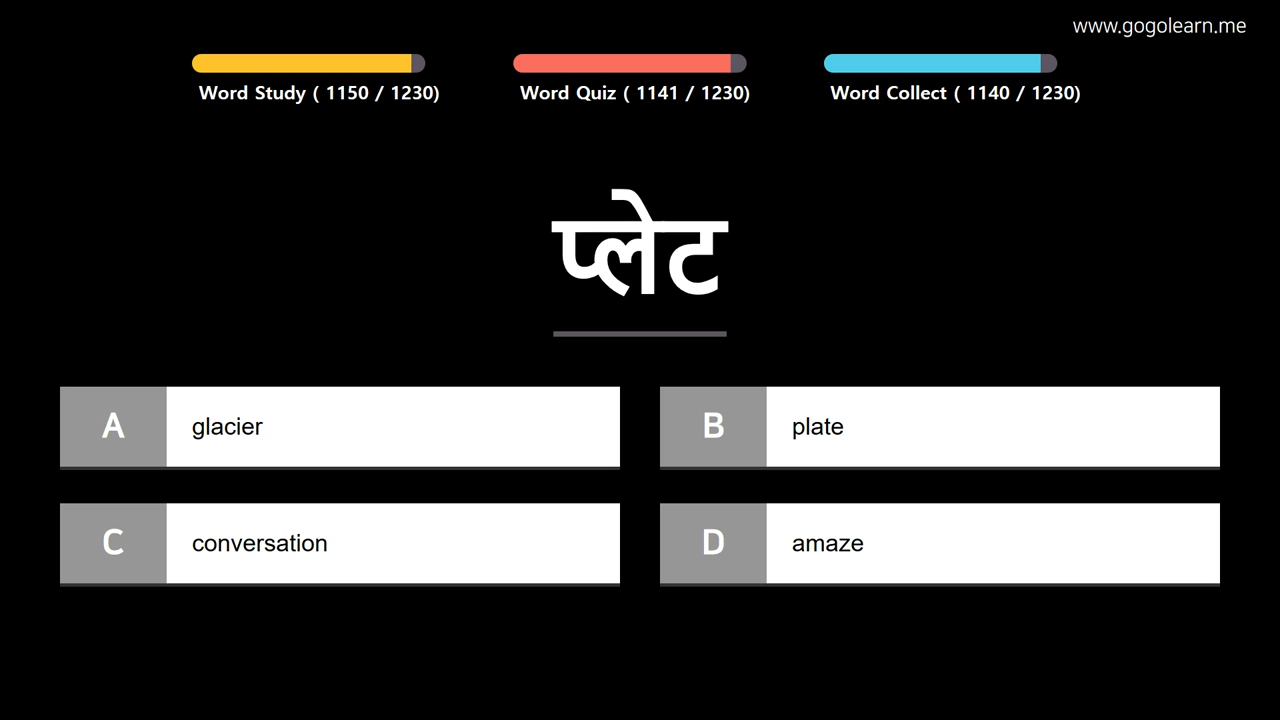 www.gogolearn.me
Word Study ( 1150 / 1230)
Word Quiz ( 1141 / 1230)
Word Collect ( 1140 / 1230)
प्लेट
A glacier
B plate
C conversation
D amaze